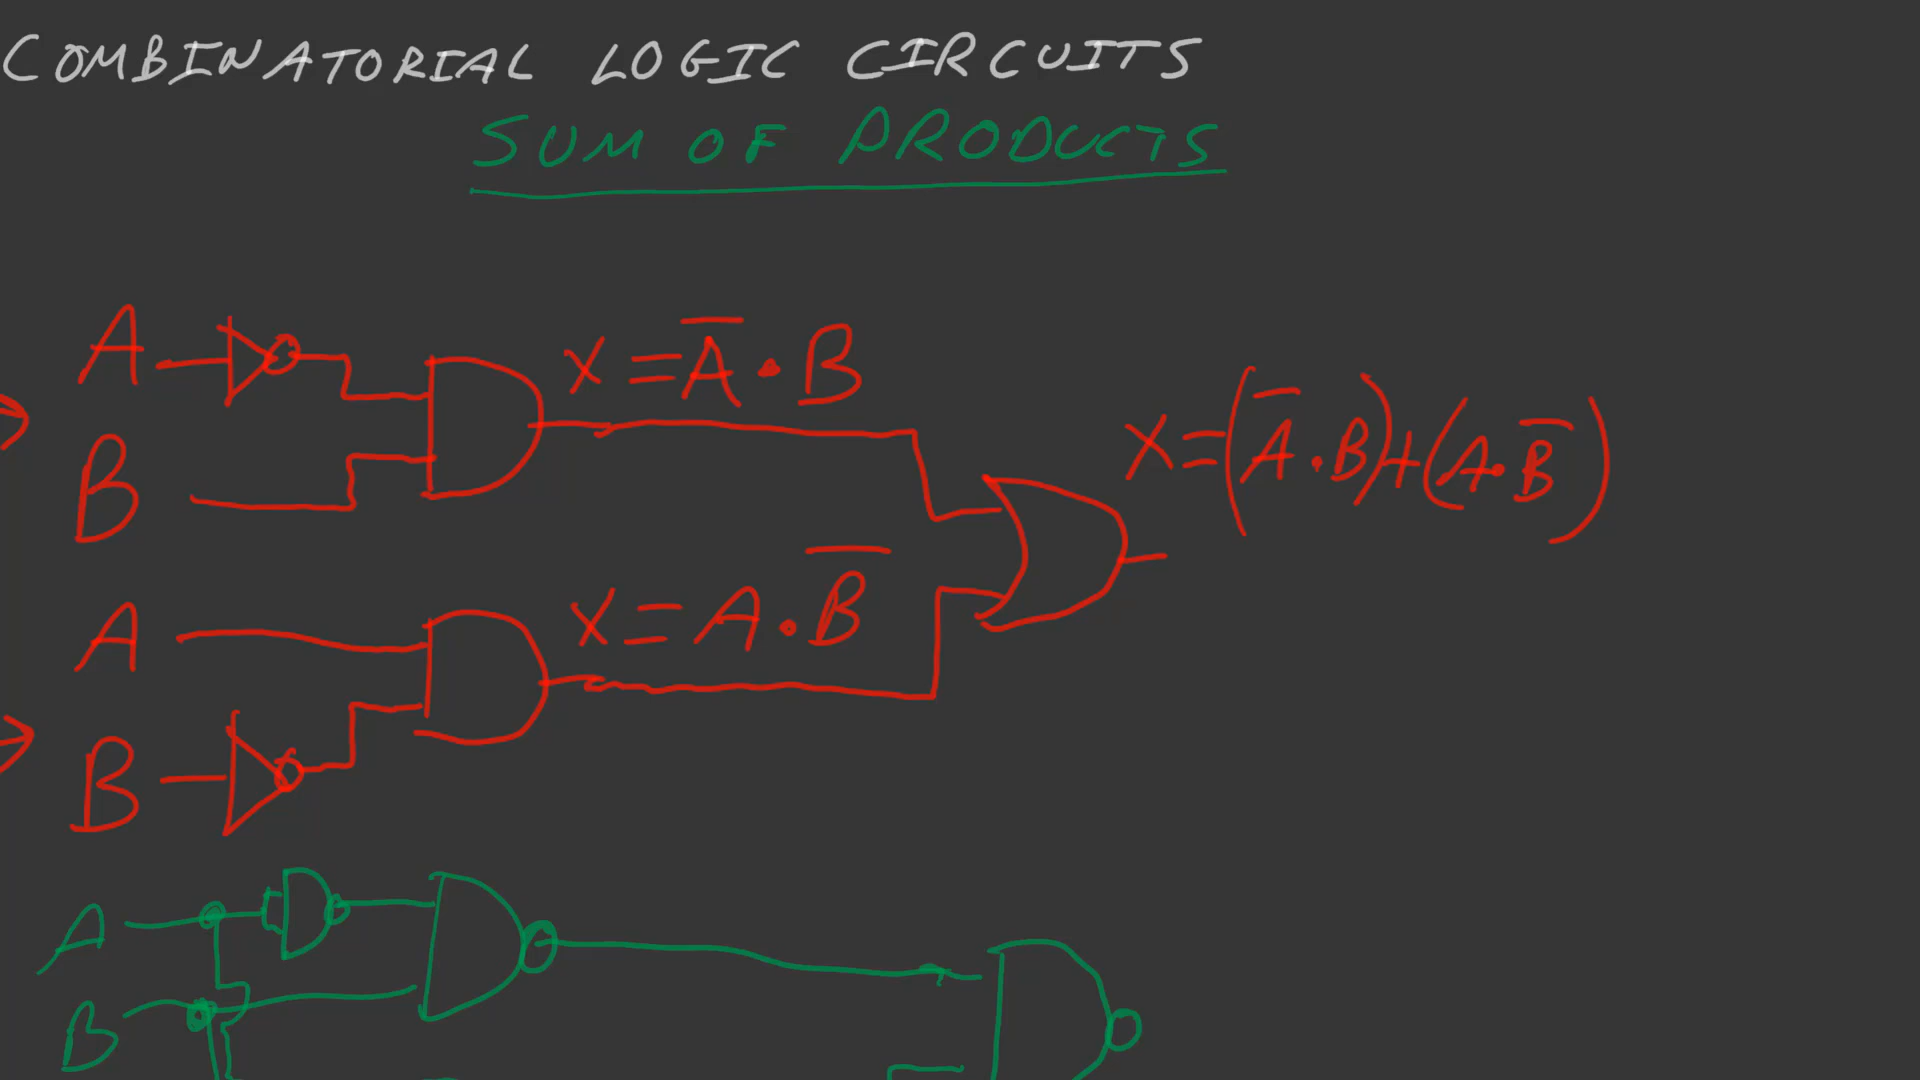 COMBINATORIAL LOGIC CIRCUITS
SUM OF PRODUCTS
A
X = A̅ · B
B
X = (A̅ · B) + (A · B̅)
A
X = A · B̅
B
A
B